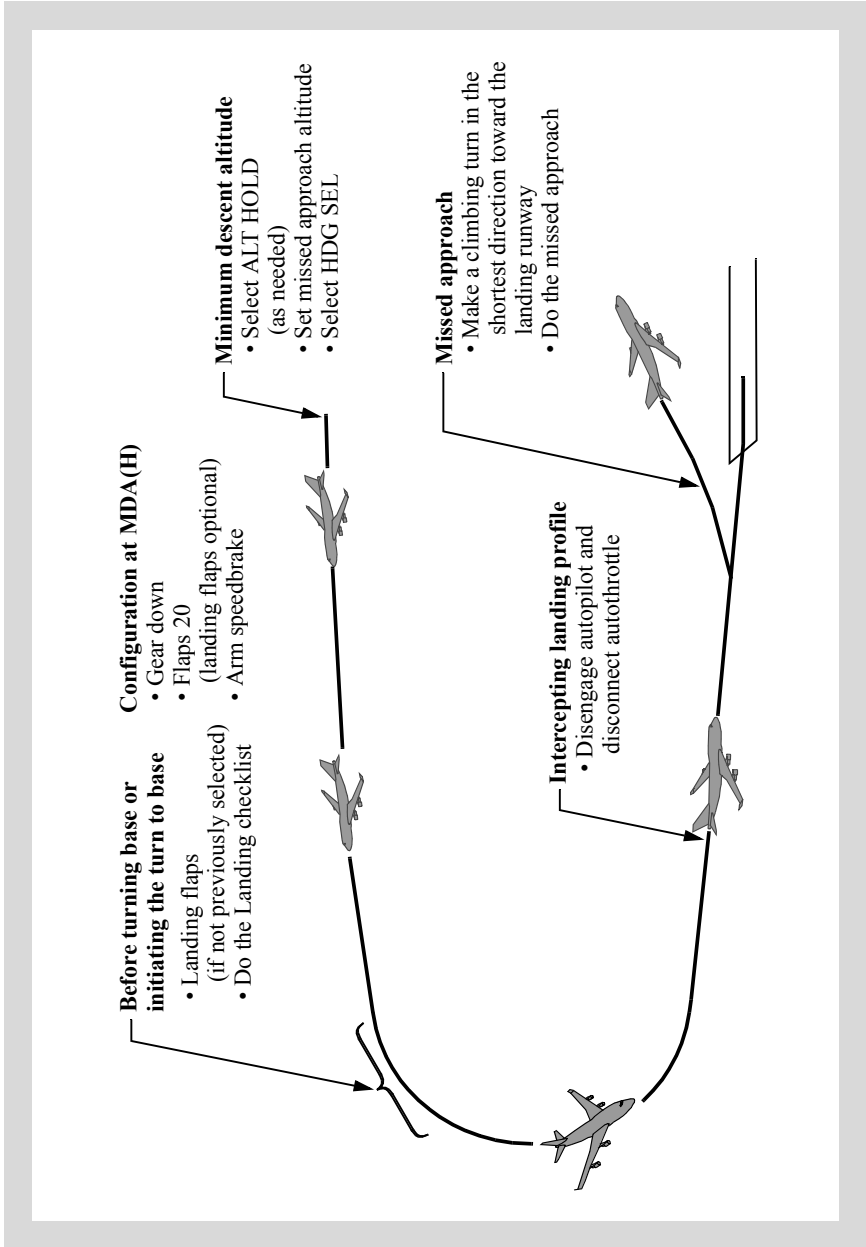 Before turning base or
initiating the turn to base
• Landing flaps
(if not previously selected)
• Do the Landing checklist
Configuration at MDA(H)
• Gear down
• Flaps 20
(landing flaps optional)
• Arm speedbrake
Minimum descent altitude
• Select ALT HOLD
(as needed)
• Set missed approach altitude
• Select HDG SEL
Intercepting landing profile
• Disengage autopilot and
disconnect autothrottle
Missed approach
• Make a climbing turn in the
shortest direction toward the
landing runway
• Do the missed approach